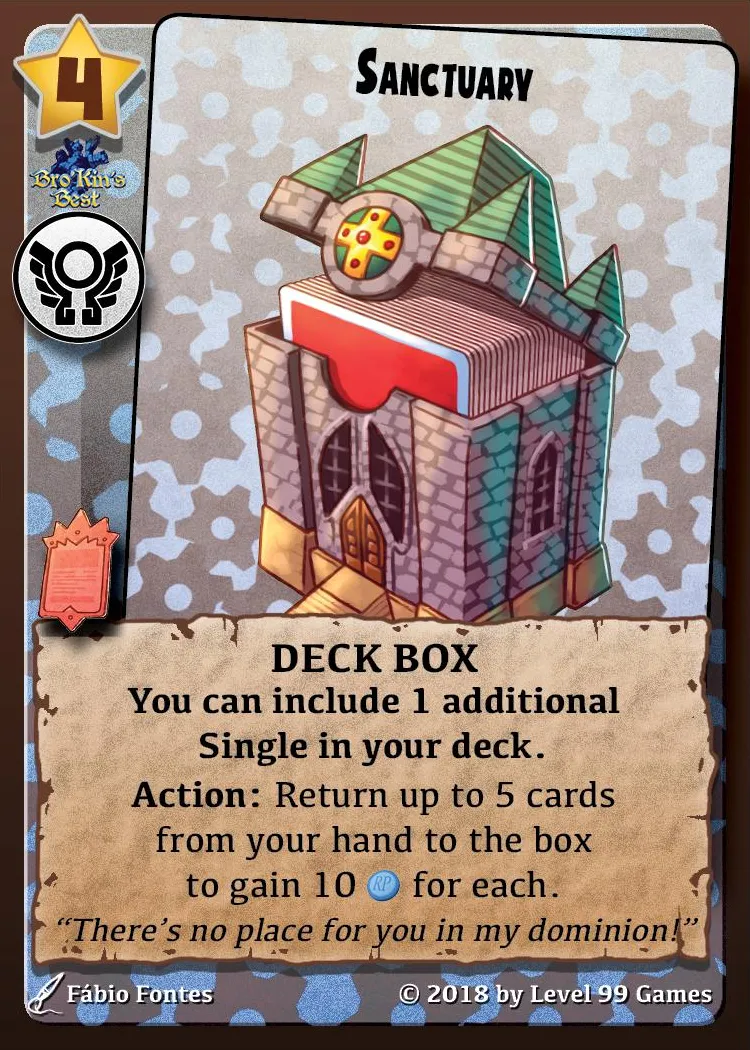 4
SANCTUARY
Bro'Kin's
Best
DECK BOX
You can include 1 additional
Single in your deck.
Action: Return up to 5 cards
from your hand to the box
to gain 10 RP for each.
“There's no place for you in my dominion!”
Fábio Fontes
© 2018 by Level 99 Games